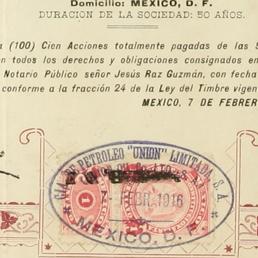 Domicilio: MEXICO, D. F.
DURACION DE LA SOCIEDAD: 50 AÑOS.
a (100) Cien Acciones totalmente pagadas de las S
on todos los derechos y obligaciones consignados en
Notario Público señor Jesús Raz Guzmán, con fecha
conforme a la fracción 24 de la Ley del Timbre vigen
MEXICO, 7 DE FEBRER
CIA. DE PETROLEO "UNION" LIMITADA, S. A.
1916
MEXICO, D. F.